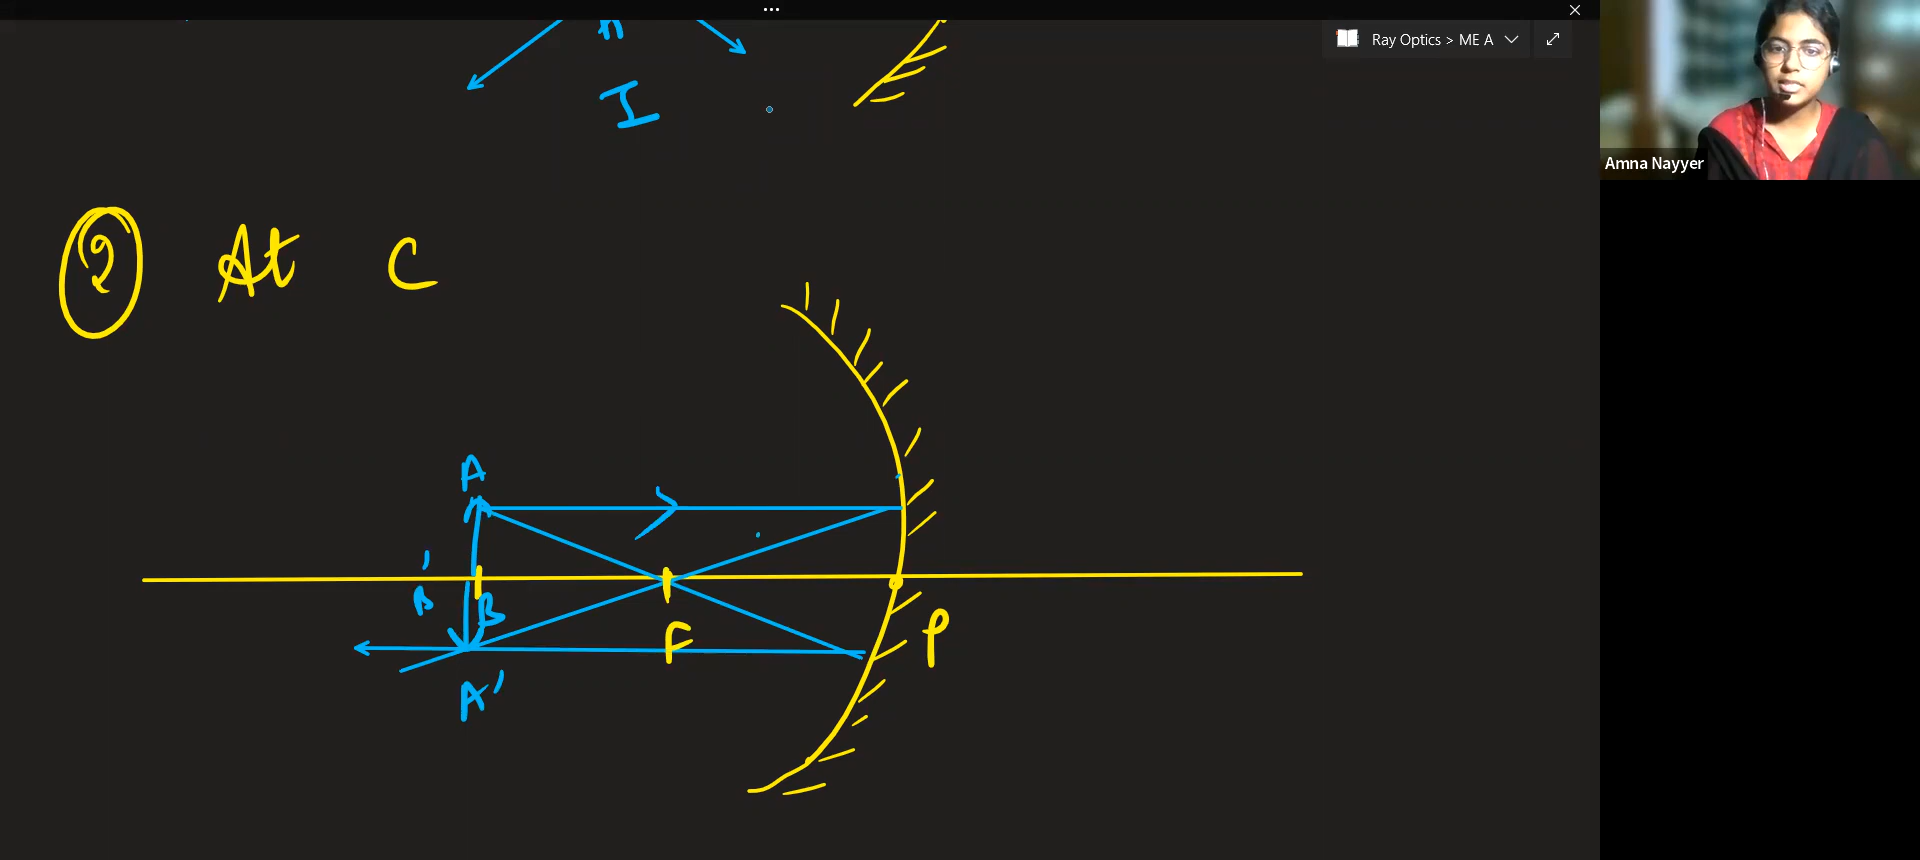 Ray Optics > ME A
Amna Nayyer
I
2 At C
A
B' B
F P
A'